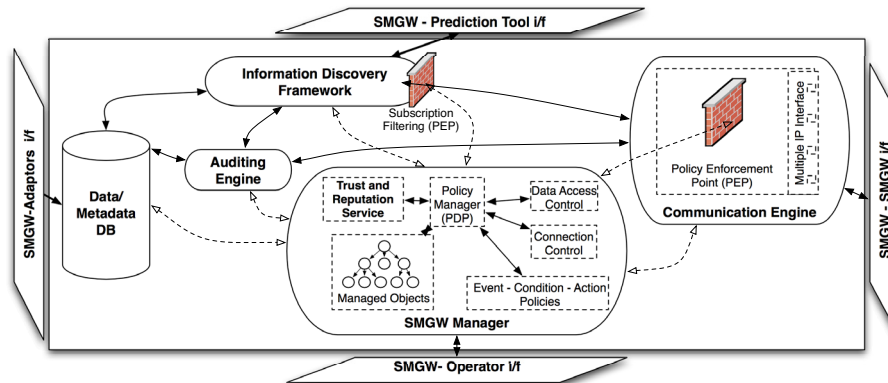 SMGW - Prediction Tool i/f
Information Discovery
Framework
Subscription
Filtering (PEP)
SMGW-Adaptors i/f
Data/
Metadata
DB
Auditing
Engine
Trust and
Reputation
Service
Policy
Manager
(PDP)
Data Access
Control
Connection
Control
Managed Objects
Event - Condition - Action
Policies
SMGW Manager
Policy Enforcement
Point (PEP)
Multiple IP Interface
Communication Engine
SMGW - SMGW i/f
SMGW- Operator i/f